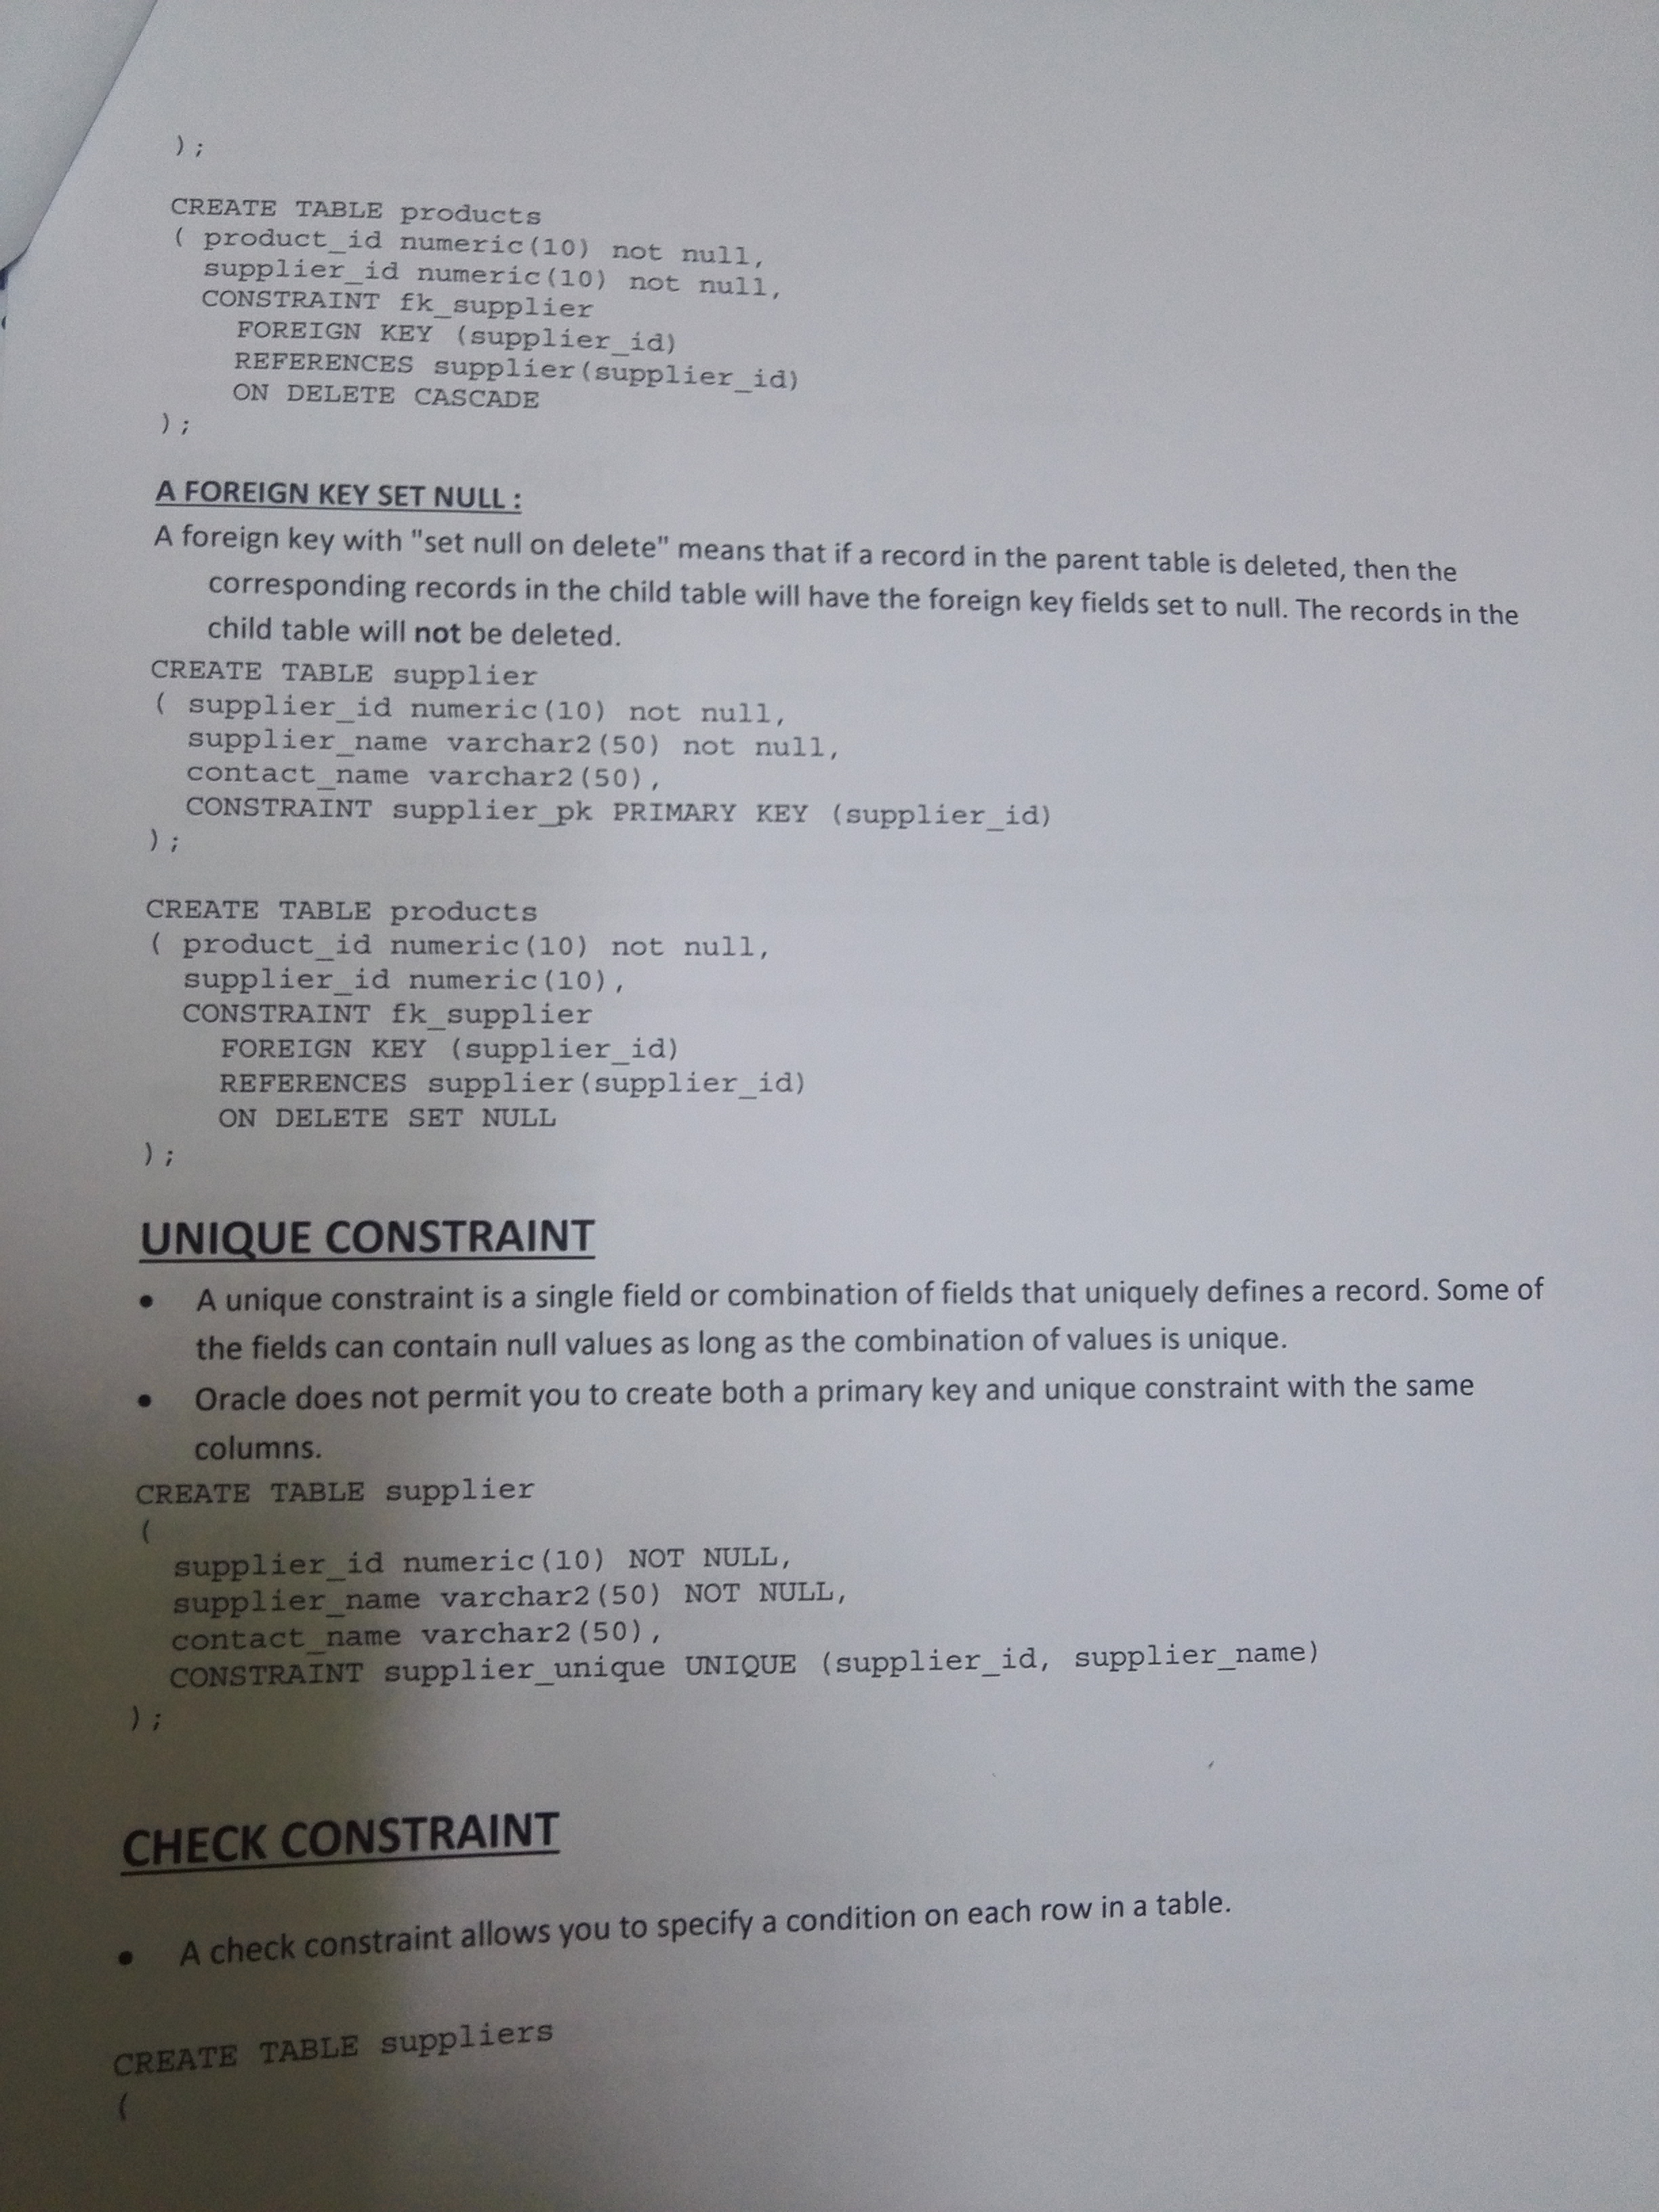 );
CREATE TABLE products
( product_id numeric(10) not null,
supplier_id numeric(10) not null,
CONSTRAINT fk_supplier
FOREIGN KEY (supplier_id)
REFERENCES supplier(supplier_id)
ON DELETE CASCADE
);
A FOREIGN KEY SET NULL :
A foreign key with "set null on delete" means that if a record in the parent table is deleted, then the
corresponding records in the child table will have the foreign key fields set to null. The records in the
child table will not be deleted.
CREATE TABLE supplier
( supplier_id numeric(10) not null,
supplier_name varchar2(50) not null,
contact_name varchar2(50),
CONSTRAINT supplier_pk PRIMARY KEY (supplier_id)
);
CREATE TABLE products
( product_id numeric(10) not null,
supplier_id numeric(10),
CONSTRAINT fk_supplier
FOREIGN KEY (supplier_id)
REFERENCES supplier(supplier_id)
ON DELETE SET NULL
);
UNIQUE CONSTRAINT
• A unique constraint is a single field or combination of fields that uniquely defines a record. Some of
the fields can contain null values as long as the combination of values is unique.
• Oracle does not permit you to create both a primary key and unique constraint with the same
columns.
CREATE TABLE supplier
(
supplier_id numeric(10) NOT NULL,
supplier_name varchar2(50) NOT NULL,
contact_name varchar2(50),
CONSTRAINT supplier_unique UNIQUE (supplier_id, supplier_name)
);
CHECK CONSTRAINT
• A check constraint allows you to specify a condition on each row in a table.
CREATE TABLE suppliers
(